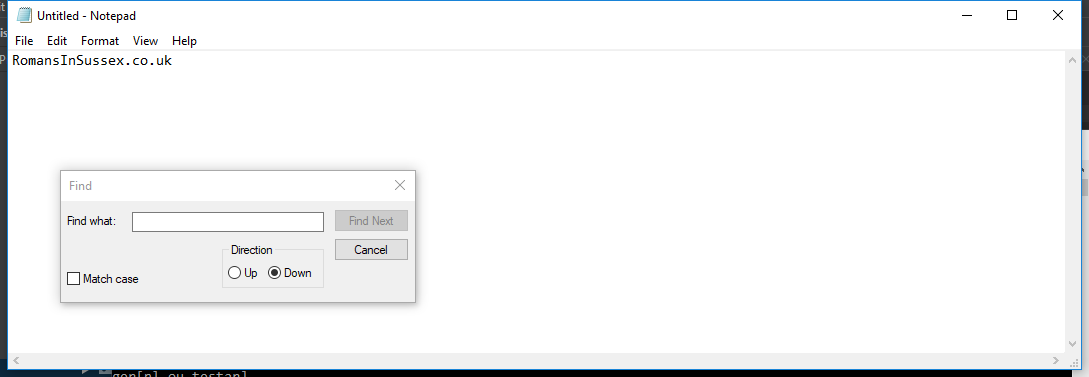 Untitled - Notepad
File Edit Format View Help
RomansInSussex.co.uk
Find
Find what:
Find Next
Direction
Cancel
Up Down
Match case